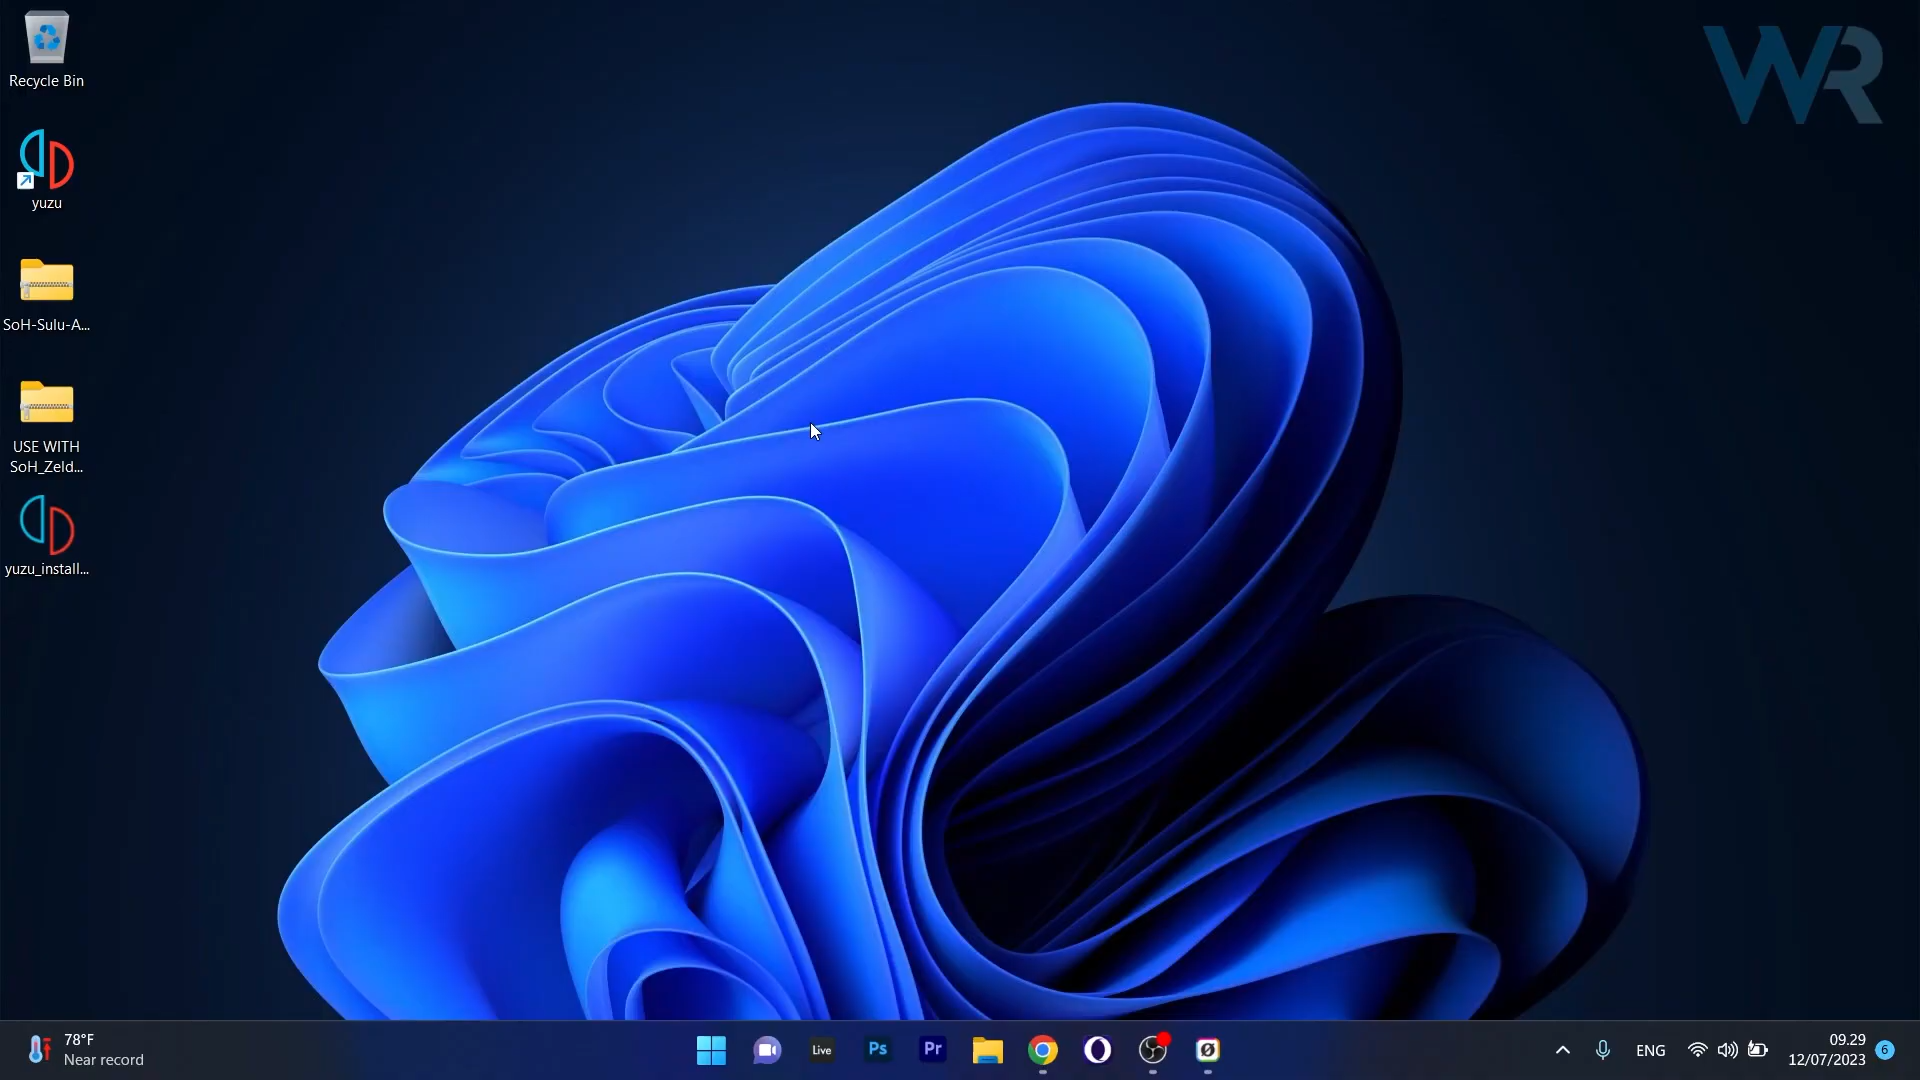 WR
Recycle Bin
yuzu
SoH-Sulu-A...
USE WITH
SoH_Zeld...
yuzu_install...
78°F
Near record
Live
Ps
Pr
ENG
09.29
12/07/2023
6